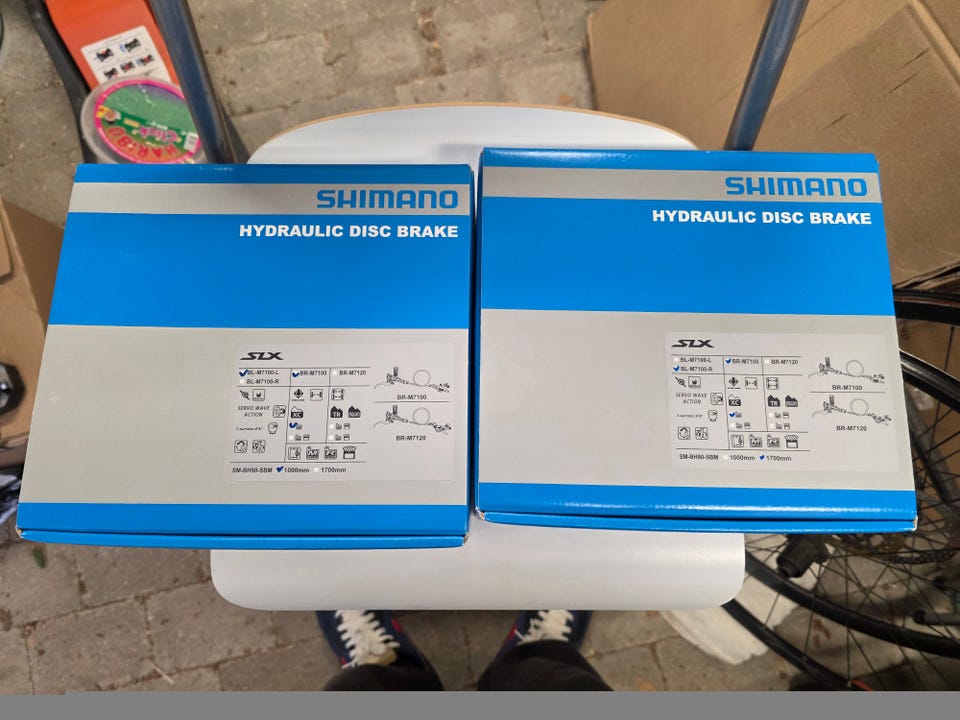 HARIBO
SHIMANO
HYDRAULIC DISC BRAKE
SLX
BL-M7100-L
BR-M7100
BR-M7120
BL-M7100-R
SERVO WAVE
ACTION
XC
TR
BR-M7100
BR-M7120
SM-BH90-SBM
1000mm
1700mm
SHIMANO
HYDRAULIC DISC BRAKE
SLX
BL-M7100-L
BR-M7100
BR-M7120
BL-M7100-R
SERVO WAVE
ACTION
XC
TR
BR-M7100
BR-M7120
SM-BH90-SBM
1000mm
1700mm